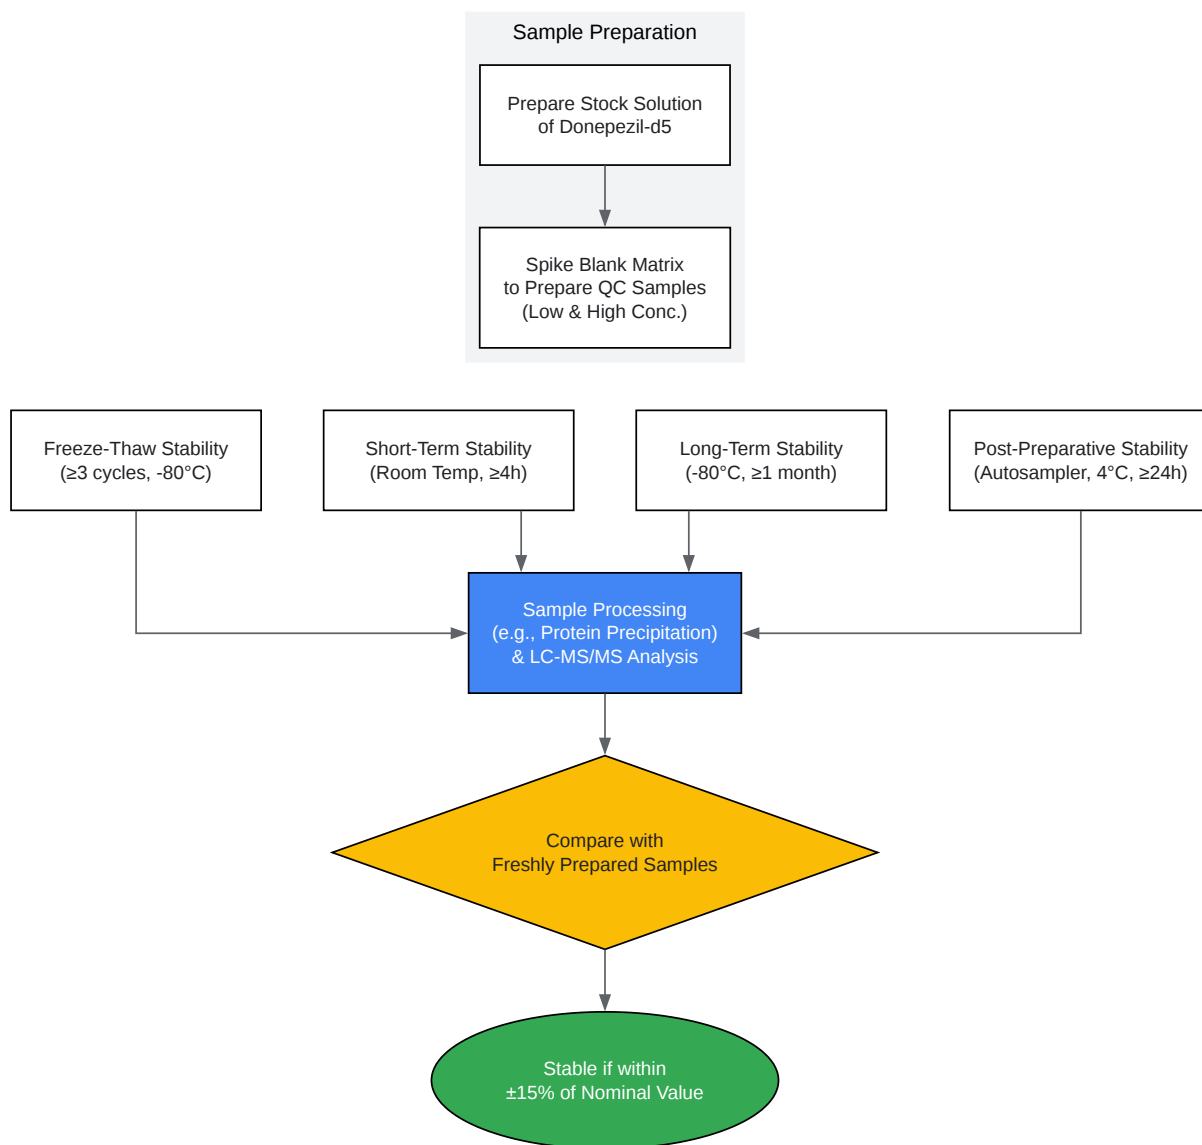 Sample Preparation
Prepare Stock Solution
of Donepezil-d5
Spike Blank Matrix
to Prepare QC Samples
(Low & High Conc.)
Freeze-Thaw Stability
(≥3 cycles, -80°C)
Short-Term Stability
(Room Temp, ≥4h)
Long-Term Stability
(-80°C, ≥1 month)
Post-Preparative Stability
(Autosampler, 4°C, ≥24h)
Sample Processing
(e.g., Protein Precipitation)
& LC-MS/MS Analysis
Compare with
Freshly Prepared Samples
Stable if within
±15% of Nominal Value